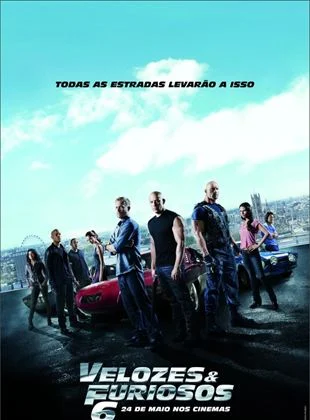 TODAS AS ESTRADAS LEVARÃO A ISSO
VELOZES &
FURIOSOS
6
24 DE MAIO NOS CINEMAS